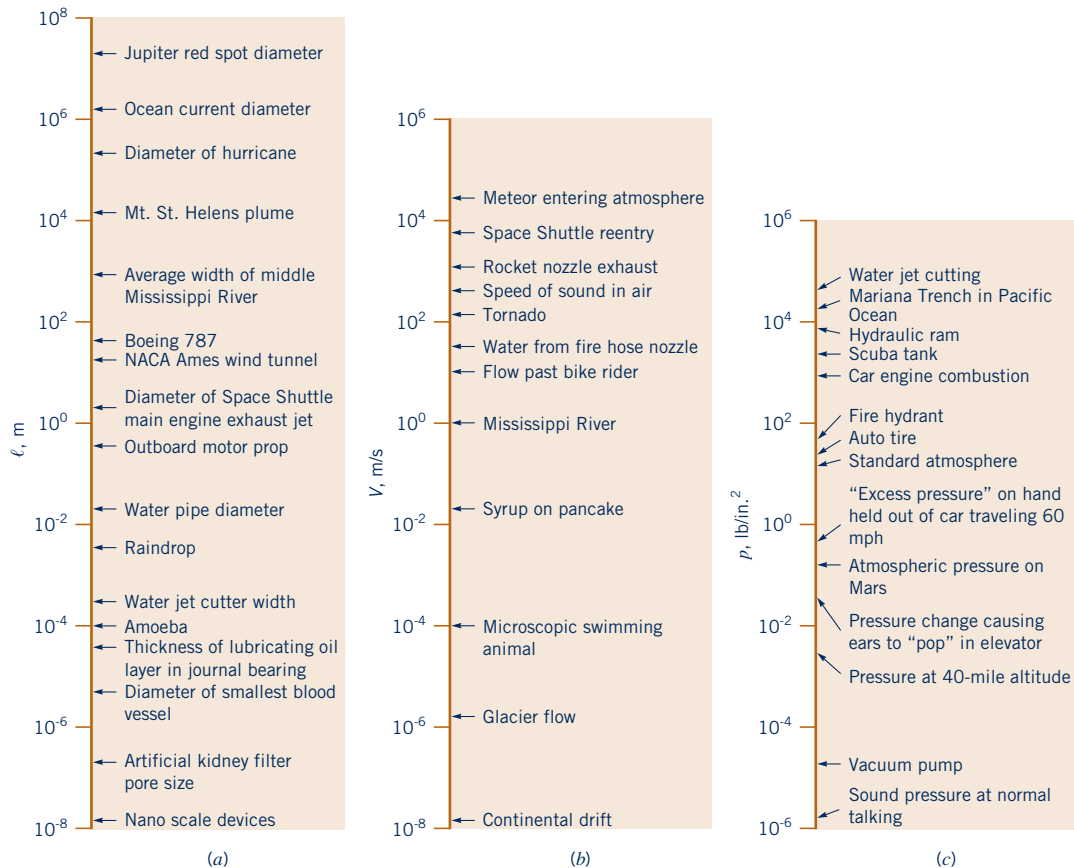 10^8
Jupiter red spot diameter
Ocean current diameter
10^6
Diameter of hurricane
Mt. St. Helens plume
10^4
Average width of middle
Mississippi River
10^2
Boeing 787
NACA Ames wind tunnel
Diameter of Space Shuttle
main engine exhaust jet
10^0
Outboard motor prop
Water pipe diameter
10^-2
Raindrop
Water jet cutter width
10^-4
Amoeba
Thickness of lubricating oil
layer in journal bearing
Diameter of smallest blood
vessel
10^-6
Artificial kidney filter
pore size
Nano scale devices
10^-8
ℓ, m
(a)
10^6
Meteor entering atmosphere
10^4
Space Shuttle reentry
Rocket nozzle exhaust
Speed of sound in air
Tornado
10^2
Water from fire hose nozzle
Flow past bike rider
10^0
Mississippi River
Syrup on pancake
10^-2
10^-4
Microscopic swimming
animal
Glacier flow
10^-6
Continental drift
10^-8
V, m/s
(b)
10^6
Water jet cutting
Mariana Trench in Pacific
Ocean
10^4
Hydraulic ram
Scuba tank
Car engine combustion
Fire hydrant
10^2
Auto tire
Standard atmosphere
“Excess pressure” on hand
held out of car traveling 60
mph
10^0
Atmospheric pressure on
Mars
10^-2
Pressure change causing
ears to “pop” in elevator
Pressure at 40-mile altitude
10^-4
Vacuum pump
Sound pressure at normal
talking
10^-6
p, lb/in.^2
(c)